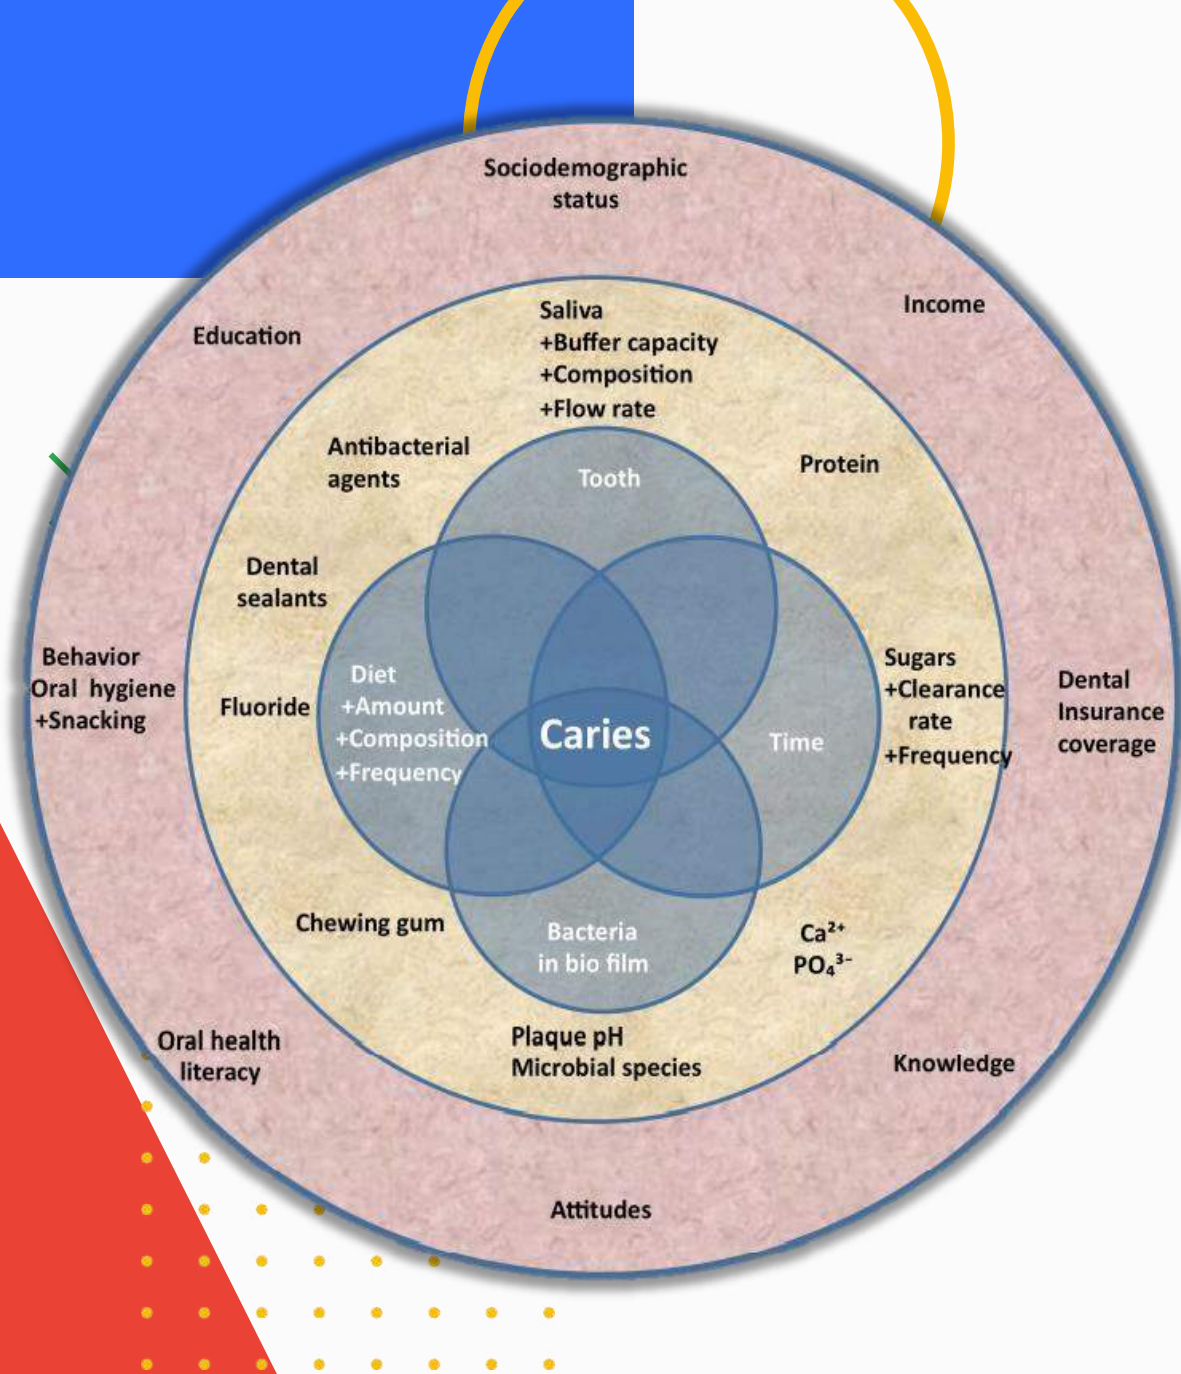 Sociodemographic
status
Income
Education
Saliva
+Buffer capacity
+Composition
+Flow rate
Antibacterial
agents
Protein
Tooth
Dental
sealants
Behavior
Oral hygiene
+Snacking
Fluoride
Diet
+Amount
+Composition
+Frequency
Caries
Time
Sugars
+Clearance
rate
+Frequency
Dental
Insurance
coverage
Chewing gum
Bacteria
in bio film
Ca²⁺
PO₄³⁻
Plaque pH
Microbial species
Oral health
literacy
Knowledge
Attitudes